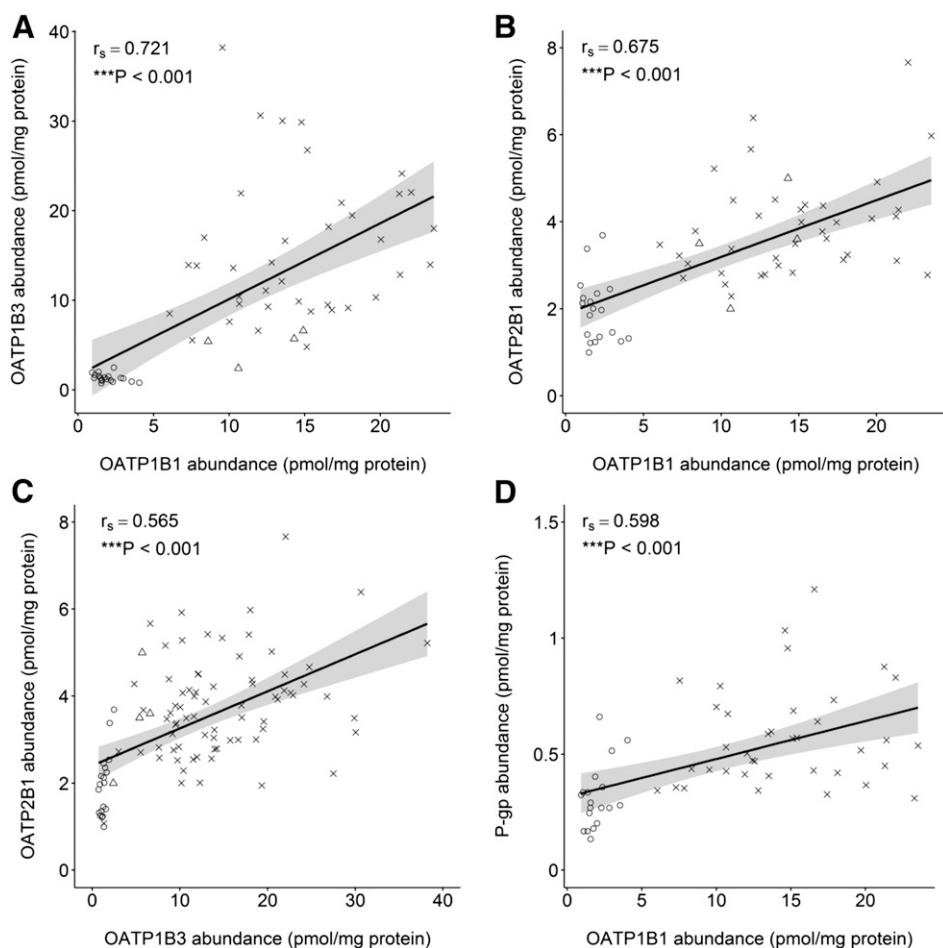 A
r_s = 0.721
***P < 0.001
OATP1B3 abundance (pmol/mg protein)
40
30
20
10
0
0 5 10 15 20
OATP1B1 abundance (pmol/mg protein)
B
r_s = 0.675
***P < 0.001
OATP2B1 abundance (pmol/mg protein)
8
6
4
2
0
0 5 10 15 20
OATP1B1 abundance (pmol/mg protein)
C
r_s = 0.565
***P < 0.001
OATP2B1 abundance (pmol/mg protein)
8
6
4
2
0
0 10 20 30 40
OATP1B3 abundance (pmol/mg protein)
D
r_s = 0.598
***P < 0.001
P-gp abundance (pmol/mg protein)
1.5
1
0.5
0
0 5 10 15 20
OATP1B1 abundance (pmol/mg protein)